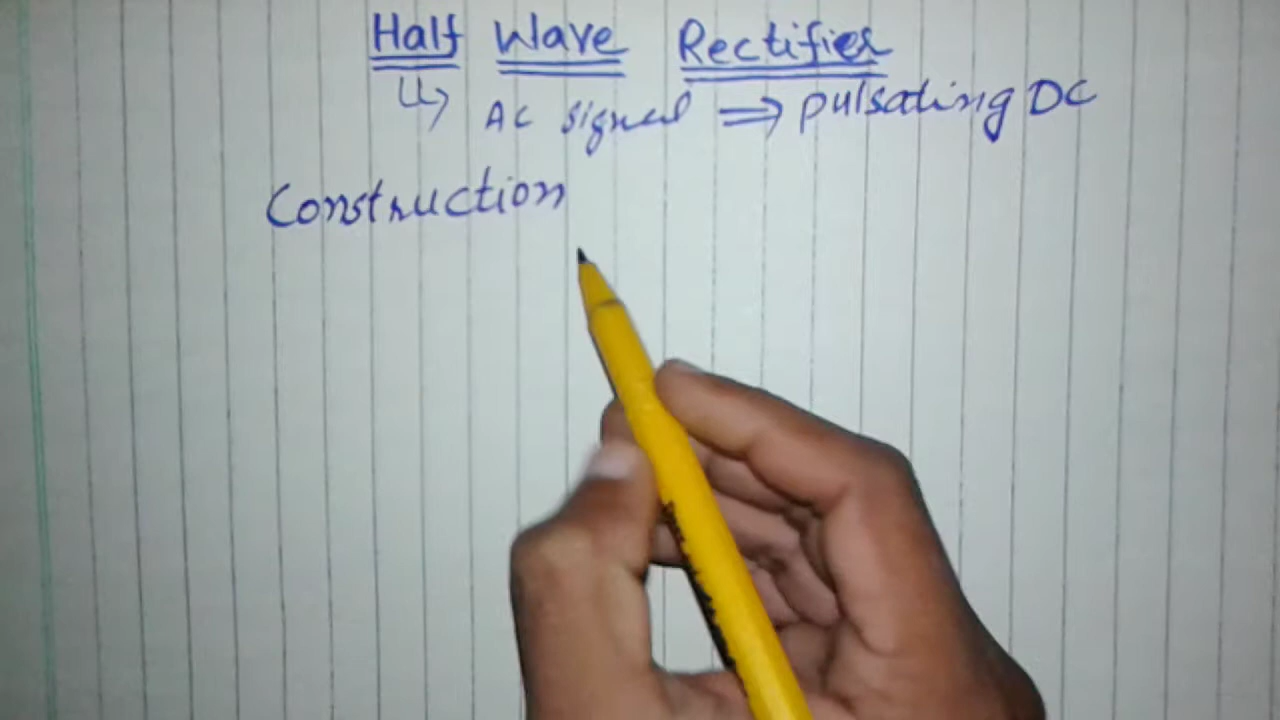 Half Wave Rectifier
↳ AC signal ⇒ pulsating DC
Construction